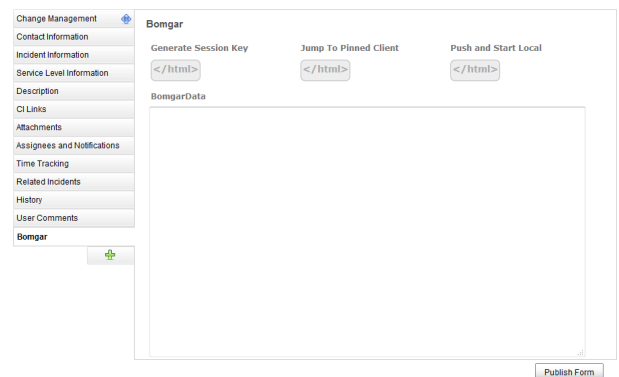 Change Management
Contact Information
Incident Information
Service Level Information
Description
CI Links
Attachments
Assignees and Notifications
Time Tracking
Related Incidents
History
User Comments
Bomgar
Bomgar
Generate Session Key Jump To Pinned Client Push and Start Local
</html> </html> </html>
BomgarData
Publish Form